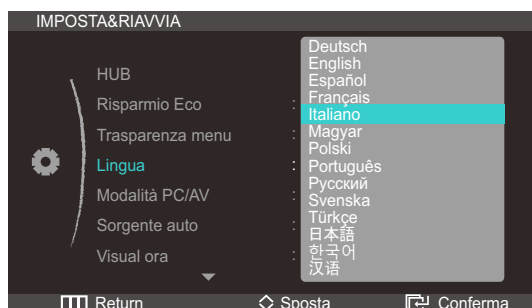 IMPOSTA&RIAVVIA
HUB
Risparmio Eco :
Trasparenza menu :
Lingua :
Modalità PC/AV :
Sorgente auto :
Visual ora :
Deutsch
English
Español
Français
Italiano
Magyar
Polski
Português
Русский
Svenska
Türkçe
日本語
한국어
汉语
Return
Sposta
Conferma